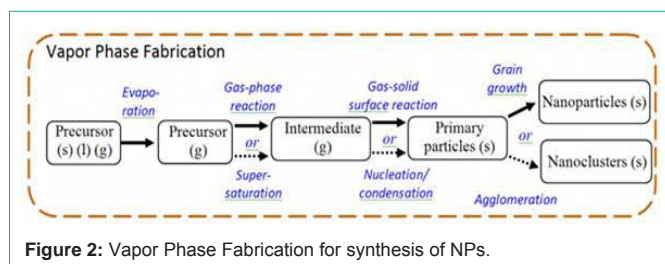 Vapor Phase Fabrication
Evapo-
ration
Gas-phase
reaction
Gas-solid
surface reaction
Grain
growth
Precursor
(s) (l) (g)
Precursor
(g)
or
Intermediate
(g)
or
Primary
particles (s)
or
Nanoparticles (s)
Nanoclusters (s)
Super-
saturation
Nucleation/
condensation
Agglomeration
Figure 2: Vapor Phase Fabrication for synthesis of NPs.